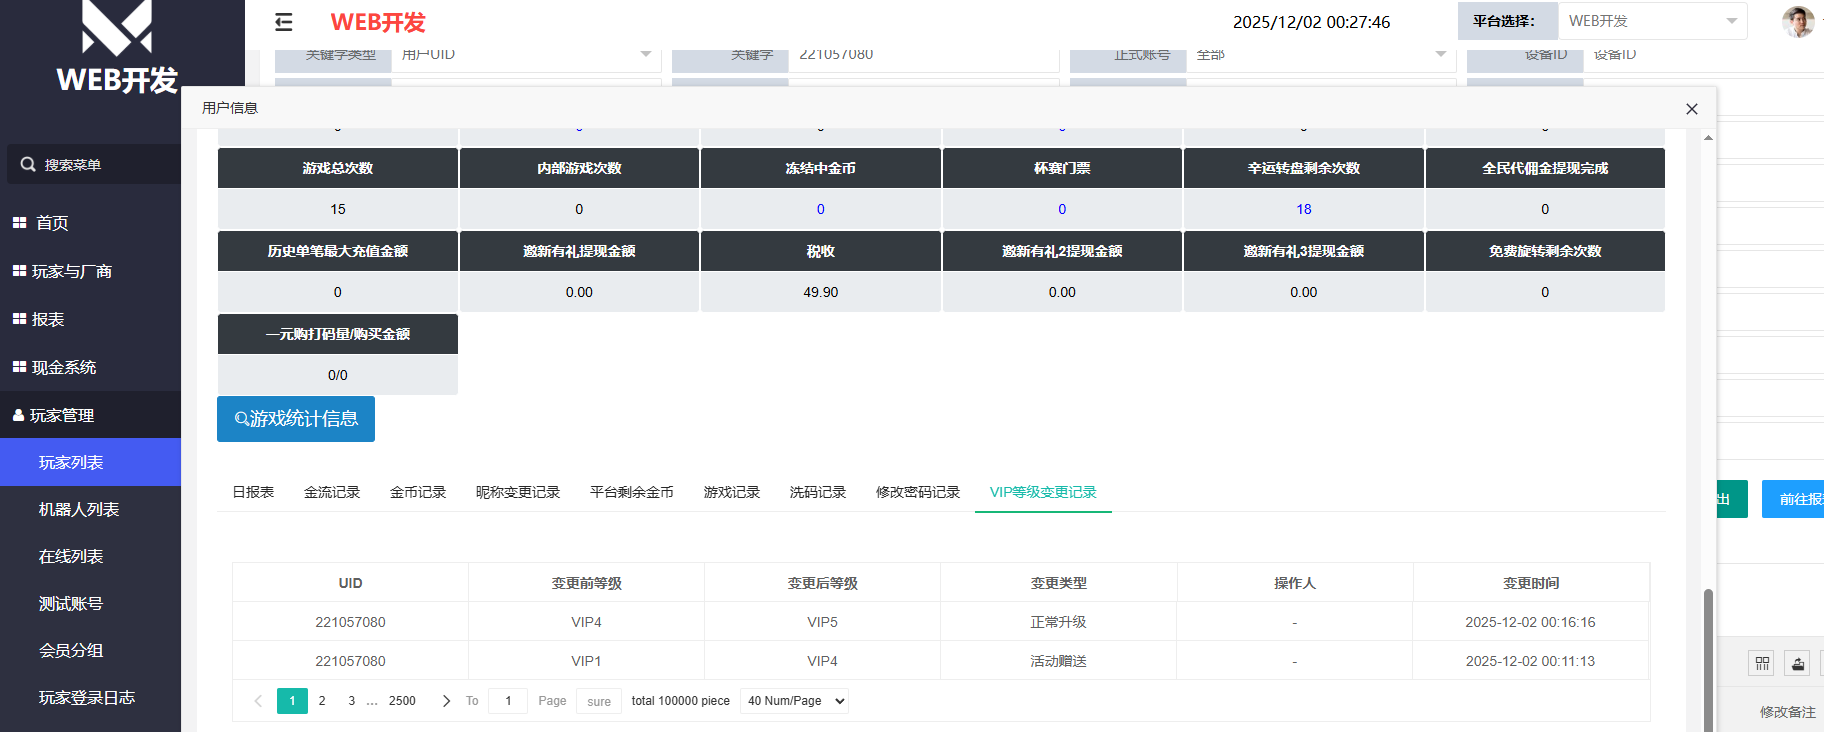 WEB开发
WEB开发
2025/12/02 00:27:46
平台选择：
WEB开发
关键字类型
用户UID
关键字
221057080
正式账号
全部
设备ID
设备ID
用户信息
搜索菜单
首页
玩家与厂商
报表
现金系统
玩家管理
玩家列表
机器人列表
在线列表
测试账号
会员分组
玩家登录日志
游戏总次数 内部游戏次数 冻结中金币 杯赛门票 幸运转盘剩余次数 全民代佣金提现完成
15 0 0 0 18 0
历史单笔最大充值金额 邀新有礼提现金额 税收 邀新有礼2提现金额 邀新有礼3提现金额 免费旋转剩余次数
0 0.00 49.90 0.00 0.00 0
一元购打码量/购买金额
0/0
游戏统计信息
日报表 金流记录 金币记录 昵称变更记录 平台剩余金币 游戏记录 洗码记录 修改密码记录 VIP等级变更记录
出
前往报
UID 变更前等级 变更后等级 变更类型 操作人 变更时间
221057080 VIP4 VIP5 正常升级 - 2025-12-02 00:16:16
221057080 VIP1 VIP4 活动赠送 - 2025-12-02 00:11:13
1 2 3 ... 2500 To 1 Page sure total 100000 piece 40 Num/Page
修改备注